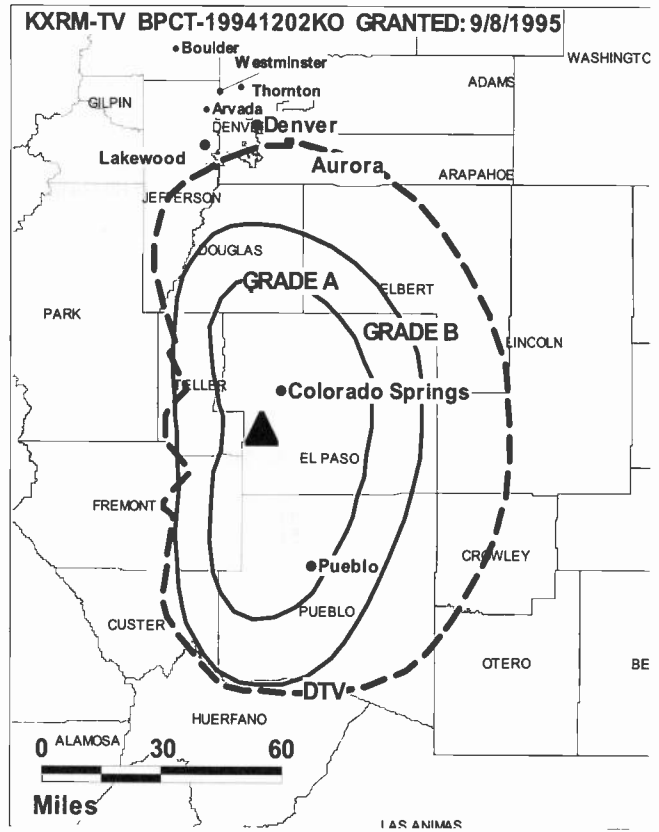 KXRM-TV BPCT-19941202KO GRANTED: 9/8/1995
Boulder
WASHINGTC
Westminster
ADAMS
Thornton
GILPIN
Arvada
DENVE
Denver
Lakewood
Aurora
ARAPAHOE
JEFFERSON
DOUGLAS
GRADE A
ELBERT
PARK
GRADE B
LINCOLN
TELLER
Colorado Springs
EL PASO
FREMONT
CROWLEY
Pueblo
PUEBLO
CUSTER
OTERO
BE
DTV
HUERFANO
ALAMOSA
0 30 60
Miles
LAS ANIMAS